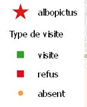 albopictus
Type de visite
visite
refus
absent